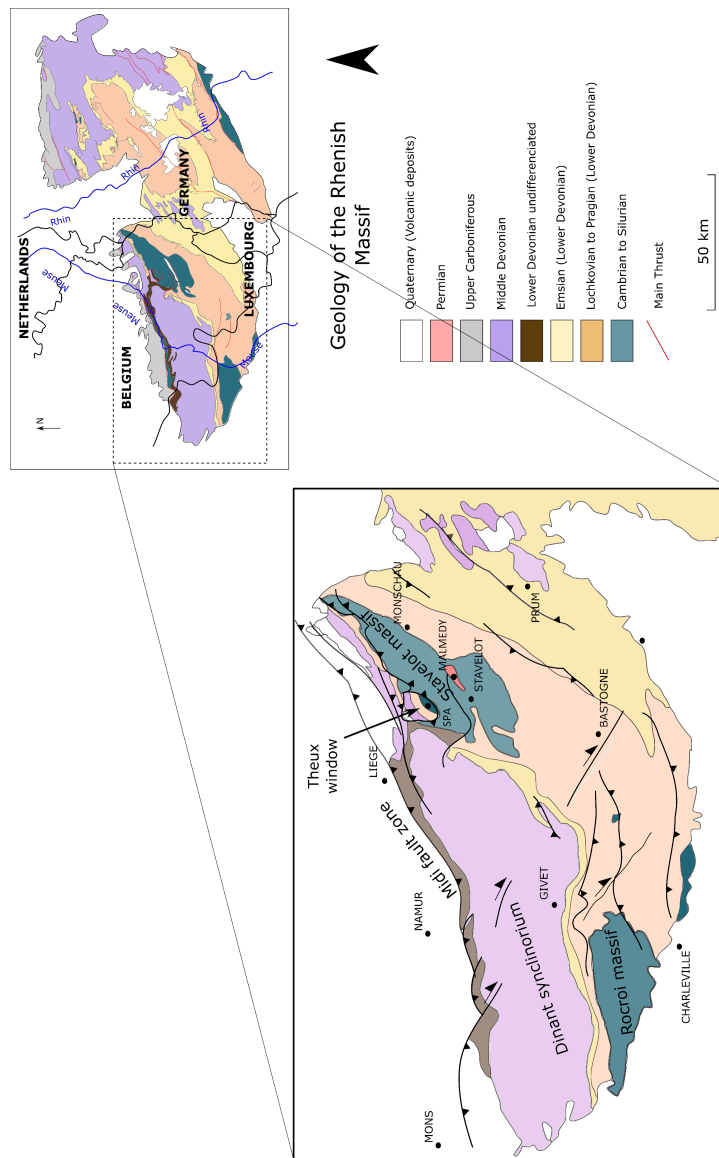 NETHERLANDS
BELGIUM
GERMANY
LUXEMBOURG
Rhin
Rhin
Rhin
Meuse
Meuse
Meuse
N
Geology of the Rhenish
Massif
Quaternary (Volcanic deposits)
Permian
Upper Carboniferous
Middle Devonian
Lower Devonian undifferenciated
Emsian (Lower Devonian)
Lochkovian to Pragian (Lower Devonian)
Cambrian to Silurian
Main Thrust
50 km
Theux
window
LIEGE
Midi fault zone
NAMUR
MONS
MONSCHAU
Stavelot massif
MALMEDY
SPA
STAVELOT
PRUM
BASTOGNE
GIVET
Dinant synclinorium
Rocroi massif
CHARLEVILLE